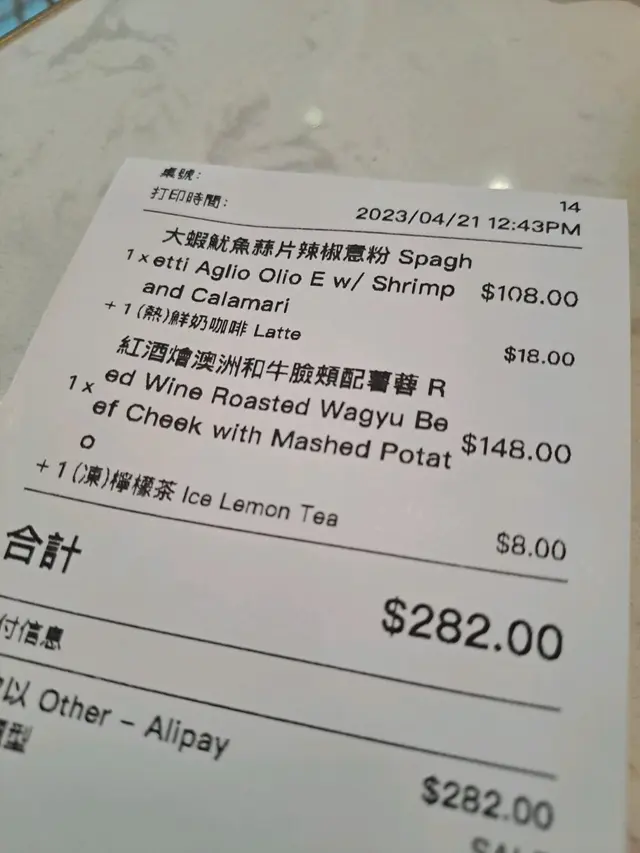 桌號: 14
打印時間: 2023/04/21 12:43PM
大蝦魷魚蒜片辣椒意粉 Spagh
1 x etti Aglio Olio E w/ Shrimp $108.00
and Calamari
+ 1 (熱)鮮奶咖啡 Latte $18.00
紅酒燴澳洲和牛臉頰配薯蓉 R
1 x ed Wine Roasted Wagyu Be
ef Cheek with Mashed Potat $148.00
o
+ 1 (凍)檸檬茶 Ice Lemon Tea $8.00
合計 $282.00
付信息
以 Other - Alipay $282.00
型